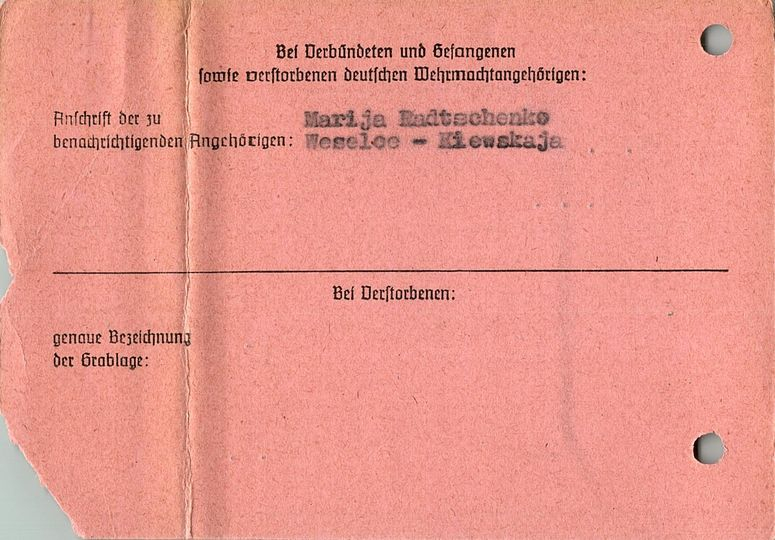 Bei Verbündeten und Gefangenen
sowie verstorbenen deutschen Wehrmachtangehörigen:
Anschrift der zu Marija Radtschenko
benachrichtigenden Angehörigen: Weseloe - Kiewskaja
Bei Verstorbenen:
genaue Bezeichnung
der Grablage: